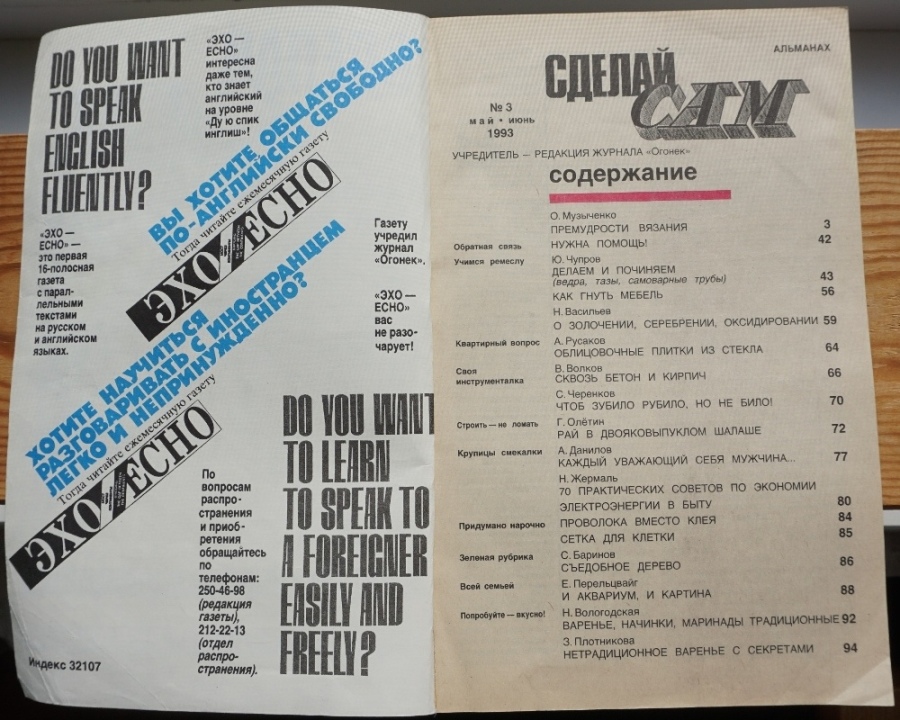 DO YOU WANT
TO SPEAK
ENGLISH
FLUENTLY?
«ЭХО —
ЕСНО»
интересна
даже тем,
кто знает
английский
на уровне
«Ду ю спик
инглиш»!
ВЫ ХОТИТЕ ОБЩАТЬСЯ
ПО-АНГЛИЙСКИ СВОБОДНО?
Тогда читайте ежемесячную газету
ЭХО/ECHO
«ЭХО —
ЕСНО» —
это первая
16-полосная
газета
с парал-
лельными
текстами
на русском
и английском
языках.
Газету
учредил
журнал
«Огонек».
«ЭХО —
ЕСНО»
вас
не разо-
чарует!
ХОТИТЕ НАУЧИТЬСЯ
РАЗГОВАРИВАТЬ С ИНОСТРАНЦЕМ
ЛЕГКО И НЕПРИНУЖДЕННО?
Тогда читайте ежемесячную газету
ЭХО/ECHO
По
вопросам
распро-
странения
и приоб-
ретения
обращайтесь
по
телефонам:
250-46-98
(редакция
газеты),
212-22-13
(отдел
распро-
странения).
DO YOU WANT
TO LEARN
TO SPEAK TO
A FOREIGNER
EASILY AND
FREELY?
Индекс 32107
АЛЬМАНАХ
СДЕЛАЙ
САМ
№ 3
май • июнь
1993
УЧРЕДИТЕЛЬ — РЕДАКЦИЯ ЖУРНАЛА «Огонек»
содержание
О. Музыченко
ПРЕМУДРОСТИ ВЯЗАНИЯ 3
Обратная связь НУЖНА ПОМОЩЬ! 42
Учимся ремеслу Ю. Чупров
ДЕЛАЕМ И ПОЧИНЯЕМ
(ведра, тазы, самоварные трубы) 43
КАК ГНУТЬ МЕБЕЛЬ 56
Н. Васильев
О ЗОЛОЧЕНИИ, СЕРЕБРЕНИИ, ОКСИДИРОВАНИИ 59
Квартирный вопрос А. Русаков
ОБЛИЦОВОЧНЫЕ ПЛИТКИ ИЗ СТЕКЛА 64
Своя
инструменталка
В. Волков
СКВОЗЬ БЕТОН И КИРПИЧ 66
С. Черенков
ЧТОБ ЗУБИЛО РУБИЛО, НО НЕ БИЛО! 70
Строить — не ломать Г. Олётин
РАЙ В ДВОЯКОВЫПУКЛОМ ШАЛАШЕ 72
Крупицы смекалки А. Данилов
КАЖДЫЙ УВАЖАЮЩИЙ СЕБЯ МУЖЧИНА... 77
Н. Жермаль
70 ПРАКТИЧЕСКИХ СОВЕТОВ ПО ЭКОНОМИИ
ЭЛЕКТРОЭНЕРГИИ В БЫТУ 80
Придумано нарочно ПРОВОЛОКА ВМЕСТО КЛЕЯ 84
СЕТКА ДЛЯ КЛЕТКИ 85
Зеленая рубрика С. Баринов
СЪЕДОБНОЕ ДЕРЕВО 86
Всей семьей Е. Перельцвайг
И АКВАРИУМ, И КАРТИНА 88
Попробуйте — вкусно! Н. Вологодская
ВАРЕНЬЕ, НАЧИНКИ, МАРИНАДЫ ТРАДИЦИОННЫЕ 92
З. Плотникова
НЕТРАДИЦИОННОЕ ВАРЕНЬЕ С СЕКРЕТАМИ 94